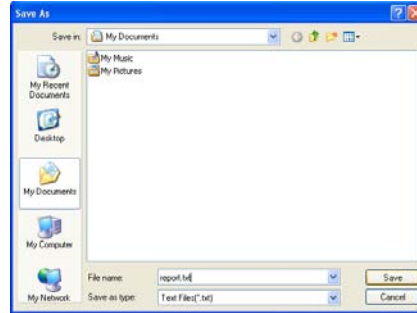 Save As
Save in:
My Documents
My Music
My Pictures
My Recent
Documents
Desktop
My Documents
My Computer
My Network
File name:
report.txt
Save
Save as type:
Text Files(*.txt)
Cancel